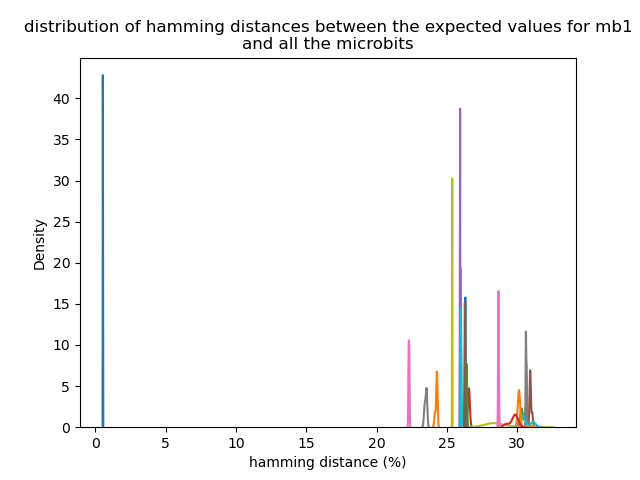 distribution of hamming distances between the expected values for mb1
and all the microbits
40
35
30
25
20
15
10
5
0
Density
0 5 10 15 20 25 30
hamming distance (%)